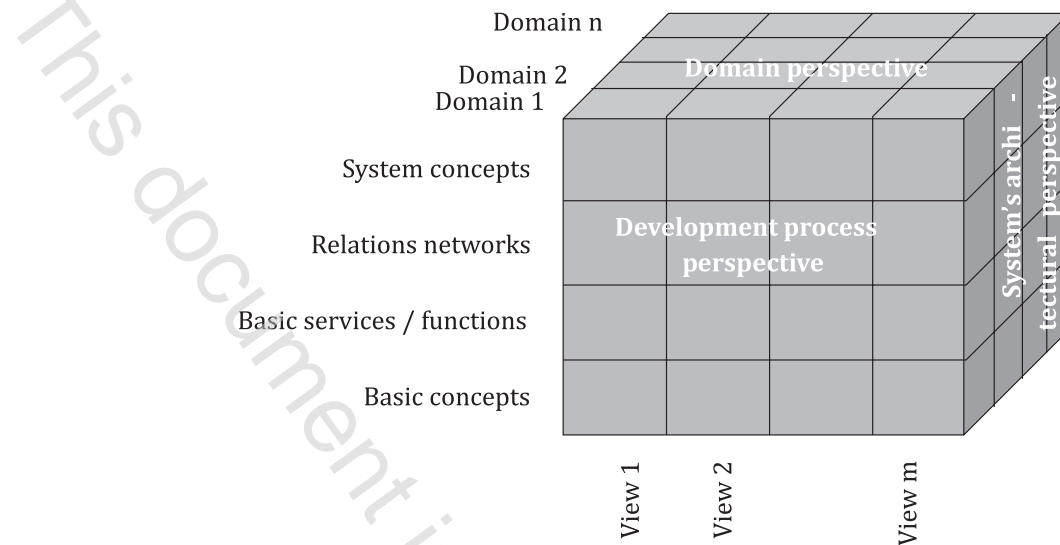 Domain n
Domain 2
Domain 1
Domain perspective
System's archi -
tectural perspective
System concepts
Relations networks
Development process
perspective
Basic services / functions
Basic concepts
View 1
View 2
View m
This document i